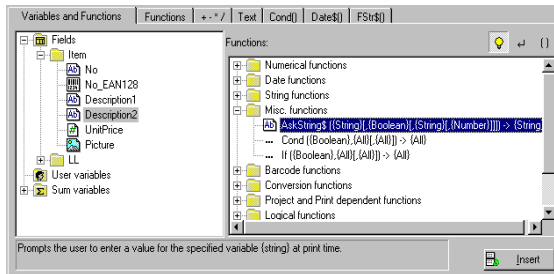 Variables and Functions Functions + - * / Text Cond() Date$() FStr$()
Fields
Item
No
No_EAN128
Description1
Description2
UnitPrice
Picture
LL
User variables
Sum variables
Functions:
Numerical functions
Date functions
String functions
Misc. functions
AskString$ ({String}[,{Boolean}[,{String}[,{Number}]]]) -> {String,
Cond ({Boolean},{All}[,{All}]) -> {All}
If ({Boolean},{All}[,{All}]) -> {All}
Barcode functions
Conversion functions
Project and Print dependent functions
Logical functions
Prompts the user to enter a value for the specified variable {string} at print time.
Insert